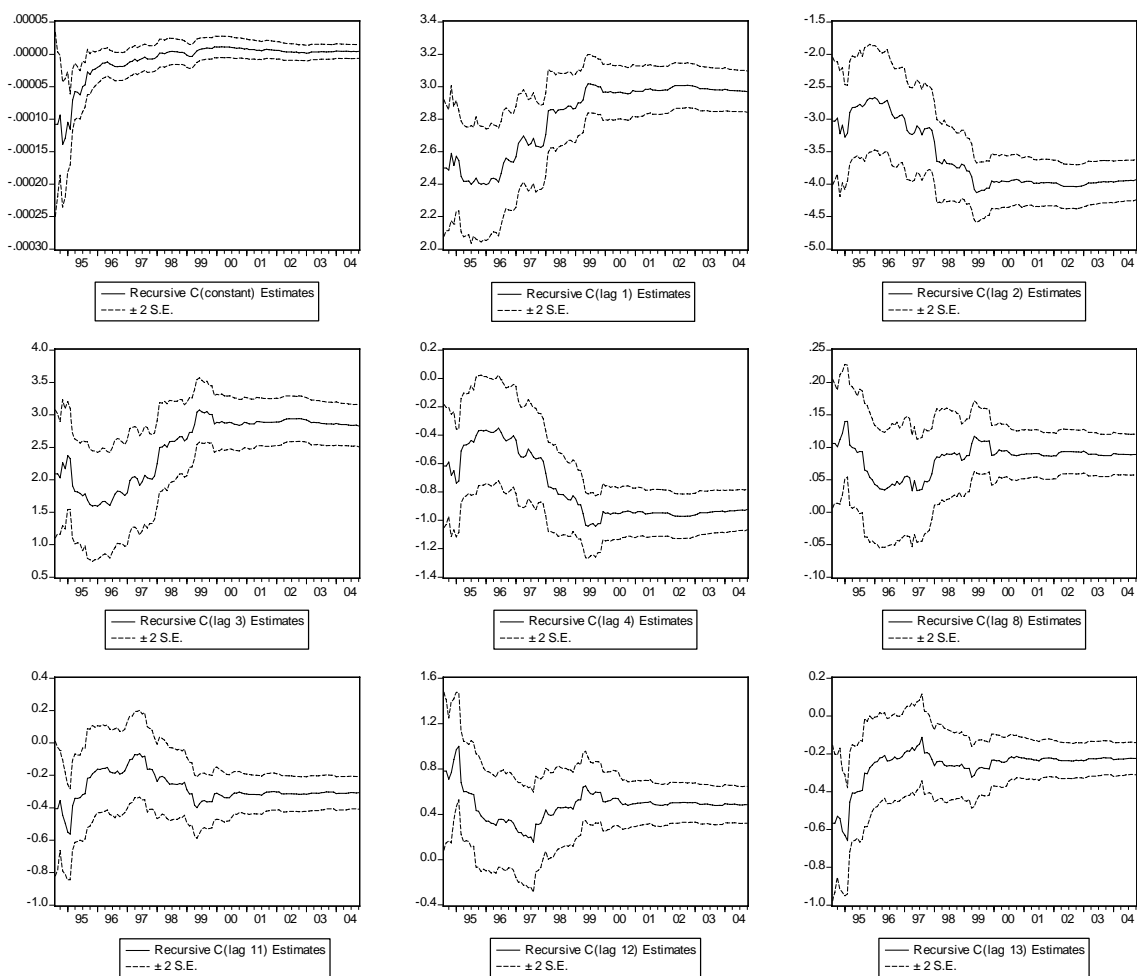 .00005
.00000
-.00005
-.00010
-.00015
-.00020
-.00025
-.00030
95 96 97 98 99 00 01 02 03 04
Recursive C(constant) Estimates
± 2 S.E.
3.4
3.2
3.0
2.8
2.6
2.4
2.2
2.0
95 96 97 98 99 00 01 02 03 04
Recursive C(lag 1) Estimates
± 2 S.E.
-1.5
-2.0
-2.5
-3.0
-3.5
-4.0
-4.5
-5.0
95 96 97 98 99 00 01 02 03 04
Recursive C(lag 2) Estimates
± 2 S.E.
4.0
3.5
3.0
2.5
2.0
1.5
1.0
0.5
95 96 97 98 99 00 01 02 03 04
Recursive C(lag 3) Estimates
± 2 S.E.
0.2
0.0
-0.2
-0.4
-0.6
-0.8
-1.0
-1.2
-1.4
95 96 97 98 99 00 01 02 03 04
Recursive C(lag 4) Estimates
± 2 S.E.
.25
.20
.15
.10
.05
.00
-.05
-.10
95 96 97 98 99 00 01 02 03 04
Recursive C(lag 8) Estimates
± 2 S.E.
0.4
0.2
0.0
-0.2
-0.4
-0.6
-0.8
-1.0
95 96 97 98 99 00 01 02 03 04
Recursive C(lag 11) Estimates
± 2 S.E.
1.6
1.2
0.8
0.4
0.0
-0.4
95 96 97 98 99 00 01 02 03 04
Recursive C(lag 12) Estimates
± 2 S.E.
0.2
0.0
-0.2
-0.4
-0.6
-0.8
-1.0
95 96 97 98 99 00 01 02 03 04
Recursive C(lag 13) Estimates
± 2 S.E.